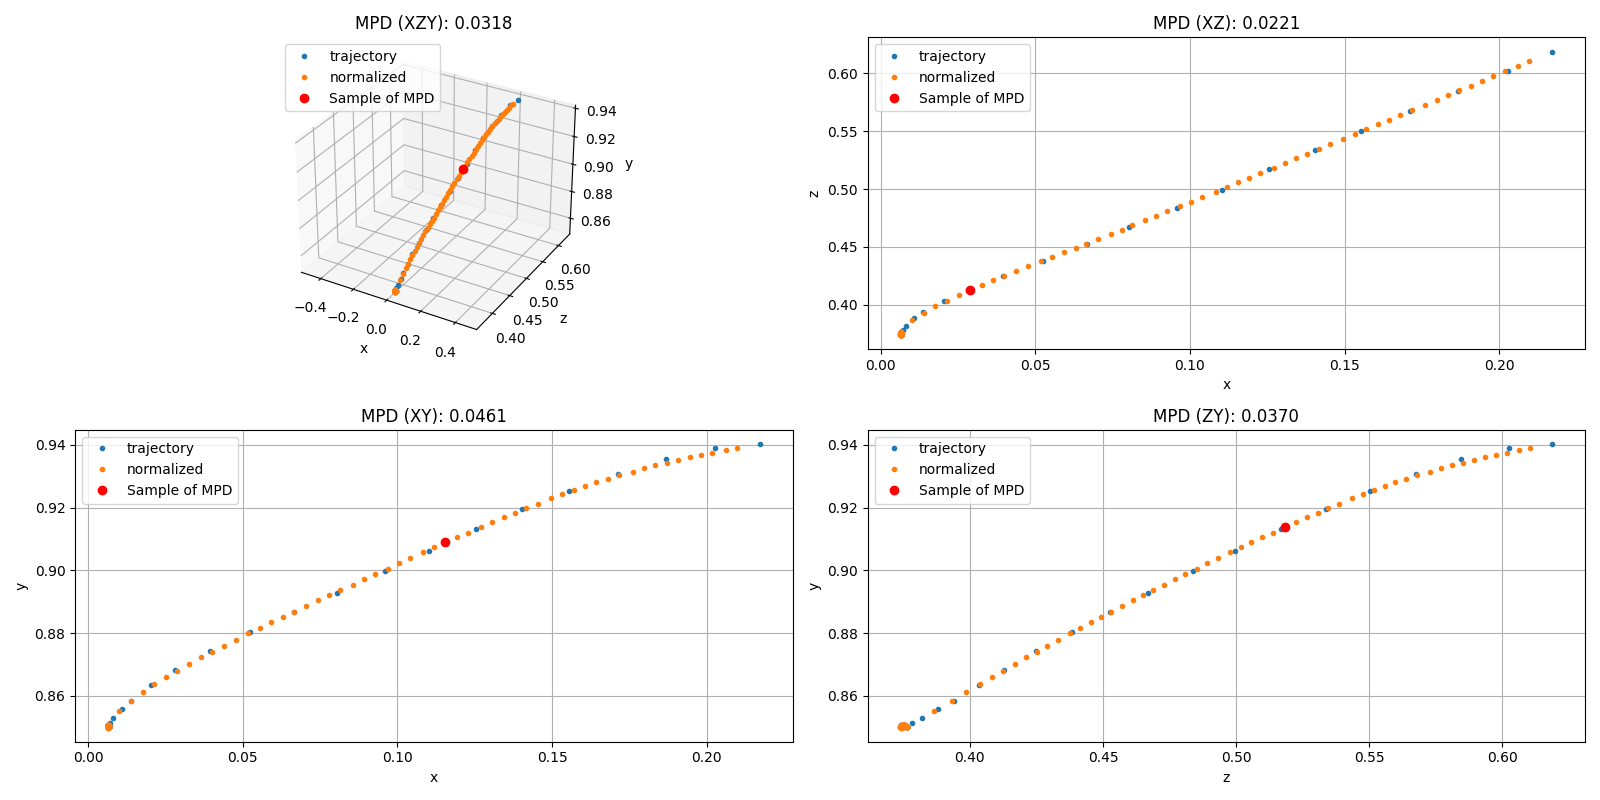 MPD (XZY): 0.0318
trajectory
normalized
Sample of MPD
0.94
0.92
0.90
0.88
0.86
y
0.60
0.55
0.50
0.45
0.40
z
−0.4
−0.2
0.0
0.2
0.4
x
MPD (XZ): 0.0221
trajectory
normalized
Sample of MPD
0.60
0.55
0.50
0.45
0.40
z
0.00 0.05 0.10 0.15 0.20
x
MPD (XY): 0.0461
trajectory
normalized
Sample of MPD
0.94
0.92
0.90
0.88
0.86
y
0.00 0.05 0.10 0.15 0.20
x
MPD (ZY): 0.0370
trajectory
normalized
Sample of MPD
0.94
0.92
0.90
0.88
0.86
y
0.40 0.45 0.50 0.55 0.60
z